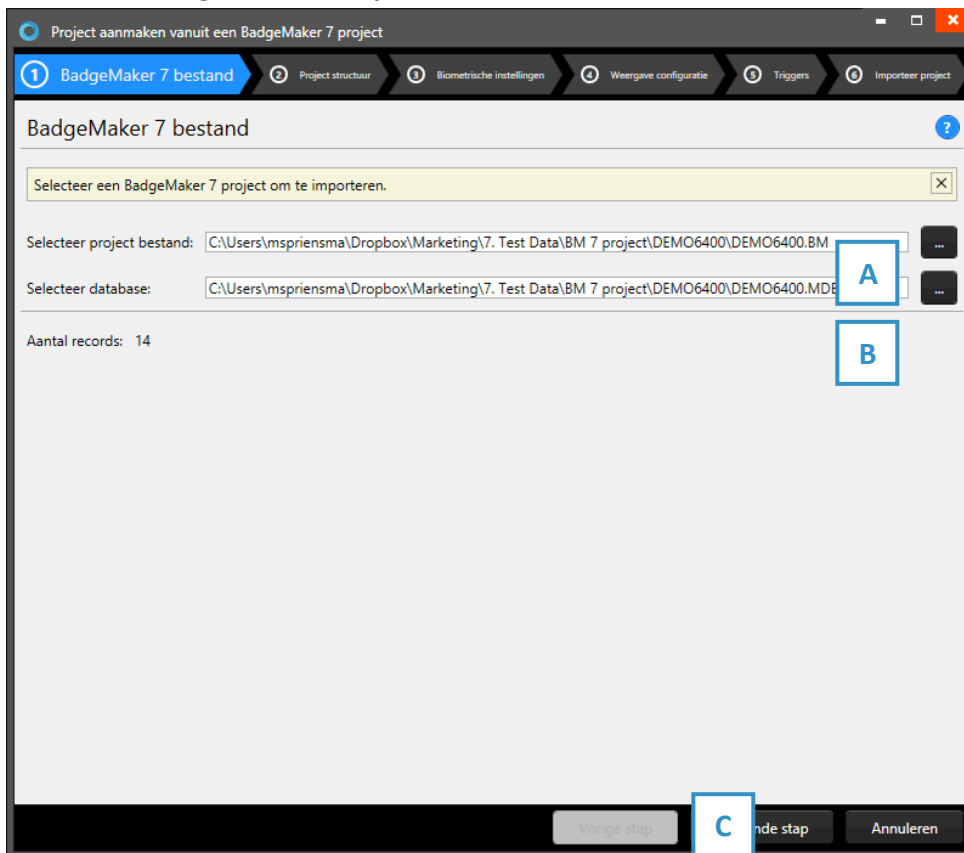 Project aanmaken vanuit een BadgeMaker 7 project
1 BadgeMaker 7 bestand 2 Project structuur 3 Biometrische instellingen 4 Weergave configuratie 5 Triggers 6 Importeer project
BadgeMaker 7 bestand ?
Selecteer een BadgeMaker 7 project om te importeren.
Selecteer project bestand: C:\Users\mspriensma\Dropbox\Marketing\7. Test Data\BM 7 project\DEMO6400\DEMO6400.BM ...
A
Selecteer database: C:\Users\mspriensma\Dropbox\Marketing\7. Test Data\BM 7 project\DEMO6400\DEMO6400.MDB ...
Aantal records: 14
B
Vorige stap C nde stap Annuleren